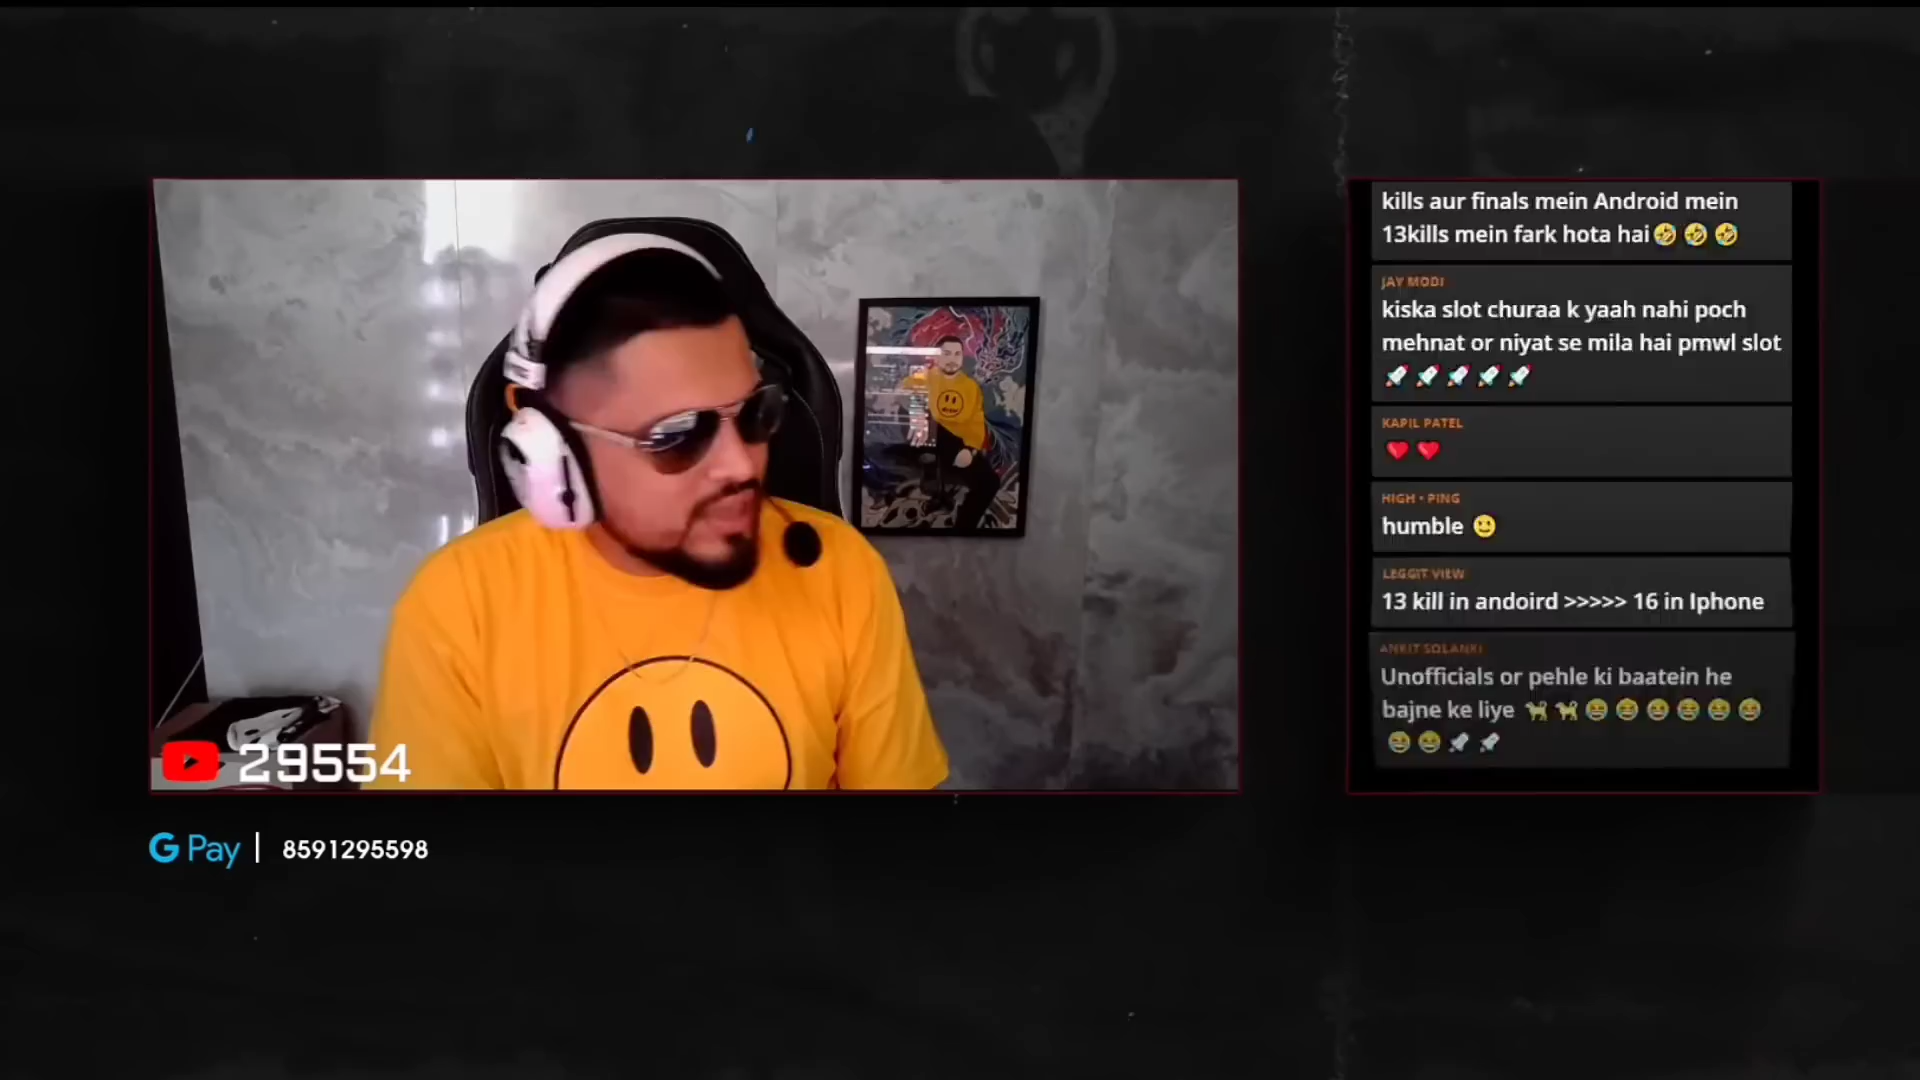 kills aur finals mein Android mein
13kills mein fark hota hai🤣 🤣 🤣
JAY MODI
kiska slot churaa k yaah nahi poch
mehnat or niyat se mila hai pmwl slot
🚀 🚀 🚀 🚀 🚀
KAPIL PATEL
❤️ ❤️
HIGH • PING
humble 🙂
LEGGIT VIEW
13 kill in andoird >>>>> 16 in Iphone
ANKIT SOLANKI
Unofficials or pehle ki baatein he
bajne ke liye 🐈 🐈 😂 😂 😂 😂 😂 😂
😂 😂 🚀 🚀
29554
G Pay | 8591295598